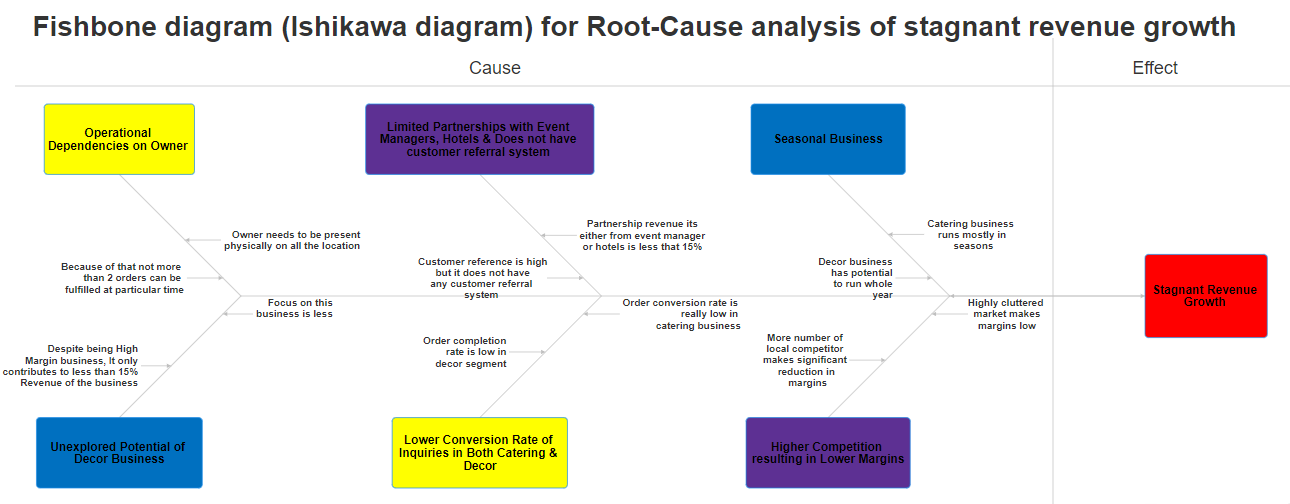 Fishbone diagram (Ishikawa diagram) for Root-Cause analysis of stagnant revenue growth
Cause
Effect
Operational
Dependencies on Owner
Limited Partnerships with Event
Managers, Hotels & Does not have
customer referral system
Seasonal Business
Owner needs to be present
physically on all the location
Because of that not more
than 2 orders can be
fulfilled at particular time
Partnership revenue its
either from event manager
or hotels is less that 15%
Customer reference is high
but it does not have
any customer referral
system
Catering business
runs mostly in
seasons
Decor business
has potential
to run whole
year
Stagnant Revenue
Growth
Focus on this
business is less
Despite being High
Margin business, It only
contributes to less than 15%
Revenue of the business
Order conversion rate is
really low in
catering business
Order completion
rate is low in
decor segment
Highly cluttered
market makes
margins low
More number of
local competitor
makes significant
reduction in
margins
Unexplored Potential of
Decor Business
Lower Conversion Rate of
Inquiries in Both Catering &
Decor
Higher Competition
resulting in Lower Margins